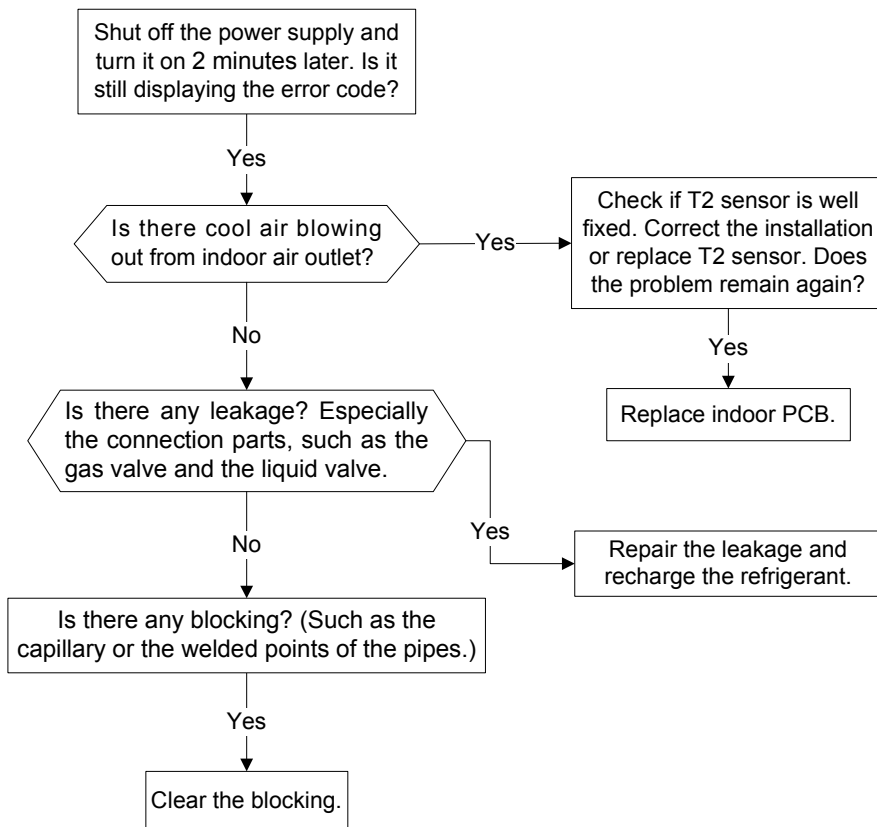 Shut off the power supply and
turn it on 2 minutes later. Is it
still displaying the error code?
Yes
Is there cool air blowing
out from indoor air outlet?
Yes
Check if T2 sensor is well
fixed. Correct the installation
or replace T2 sensor. Does
the problem remain again?
Yes
Replace indoor PCB.
No
Is there any leakage? Especially
the connection parts, such as the
gas valve and the liquid valve.
Yes
Repair the leakage and
recharge the refrigerant.
No
Is there any blocking? (Such as the
capillary or the welded points of the pipes.)
Yes
Clear the blocking.